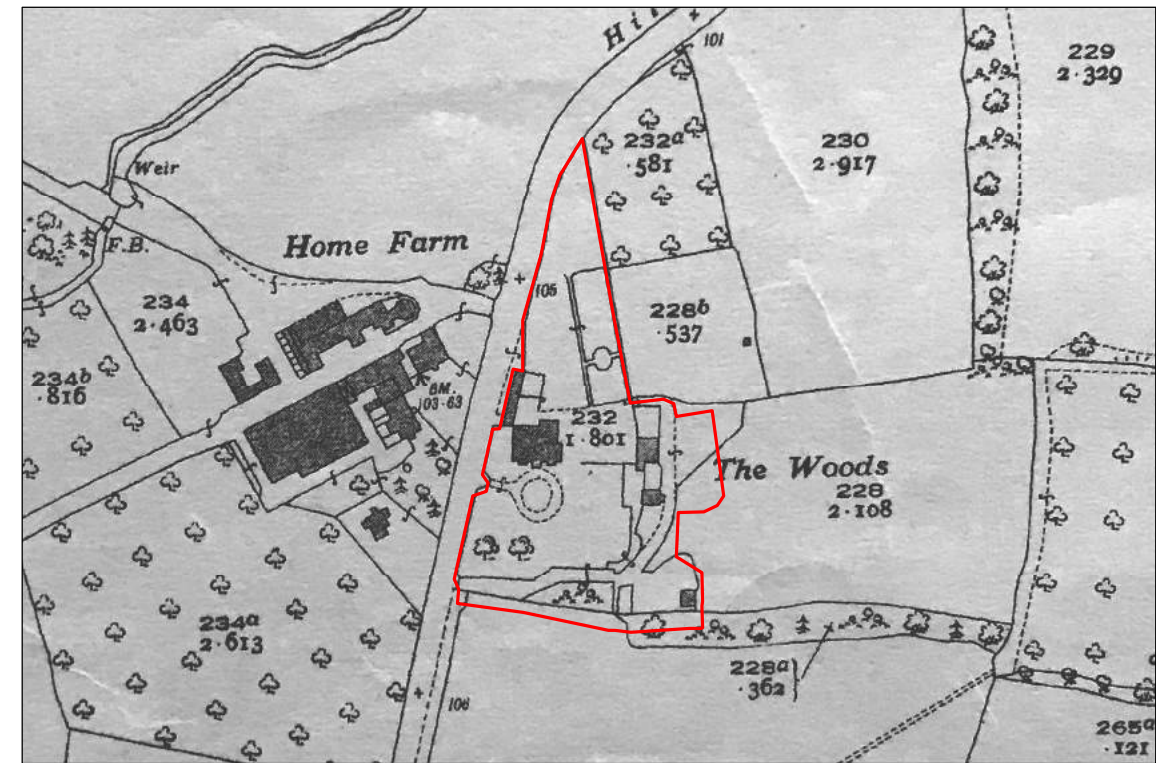 Hi
101
229
2·329
232a
·581
230
2·917
Weir
F.B.
Home Farm
105
234
2·463
228b
·537
234b
·816
B.M.
103·63
232
1·801
The Woods
228
2·108
234a
2·613
228a
·362
106
265a
·121